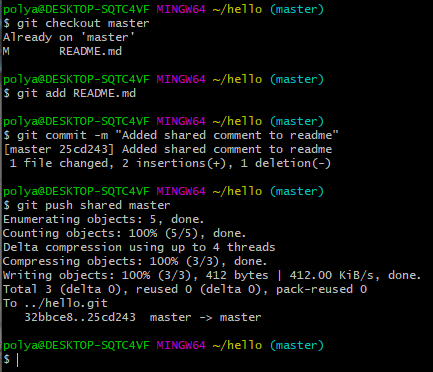 polya@DESKTOP-SQTC4VF MINGW64 ~/hello (master)
$ git checkout master
Already on 'master'
M       README.md
polya@DESKTOP-SQTC4VF MINGW64 ~/hello (master)
$ git add README.md
polya@DESKTOP-SQTC4VF MINGW64 ~/hello (master)
$ git commit -m "Added shared comment to readme"
[master 25cd243] Added shared comment to readme
 1 file changed, 2 insertions(+), 1 deletion(-)
polya@DESKTOP-SQTC4VF MINGW64 ~/hello (master)
$ git push shared master
Enumerating objects: 5, done.
Counting objects: 100% (5/5), done.
Delta compression using up to 4 threads
Compressing objects: 100% (3/3), done.
Writing objects: 100% (3/3), 412 bytes | 412.00 KiB/s, done.
Total 3 (delta 0), reused 0 (delta 0), pack-reused 0
To ../hello.git
   32bbce8..25cd243  master -> master
polya@DESKTOP-SQTC4VF MINGW64 ~/hello (master)
$